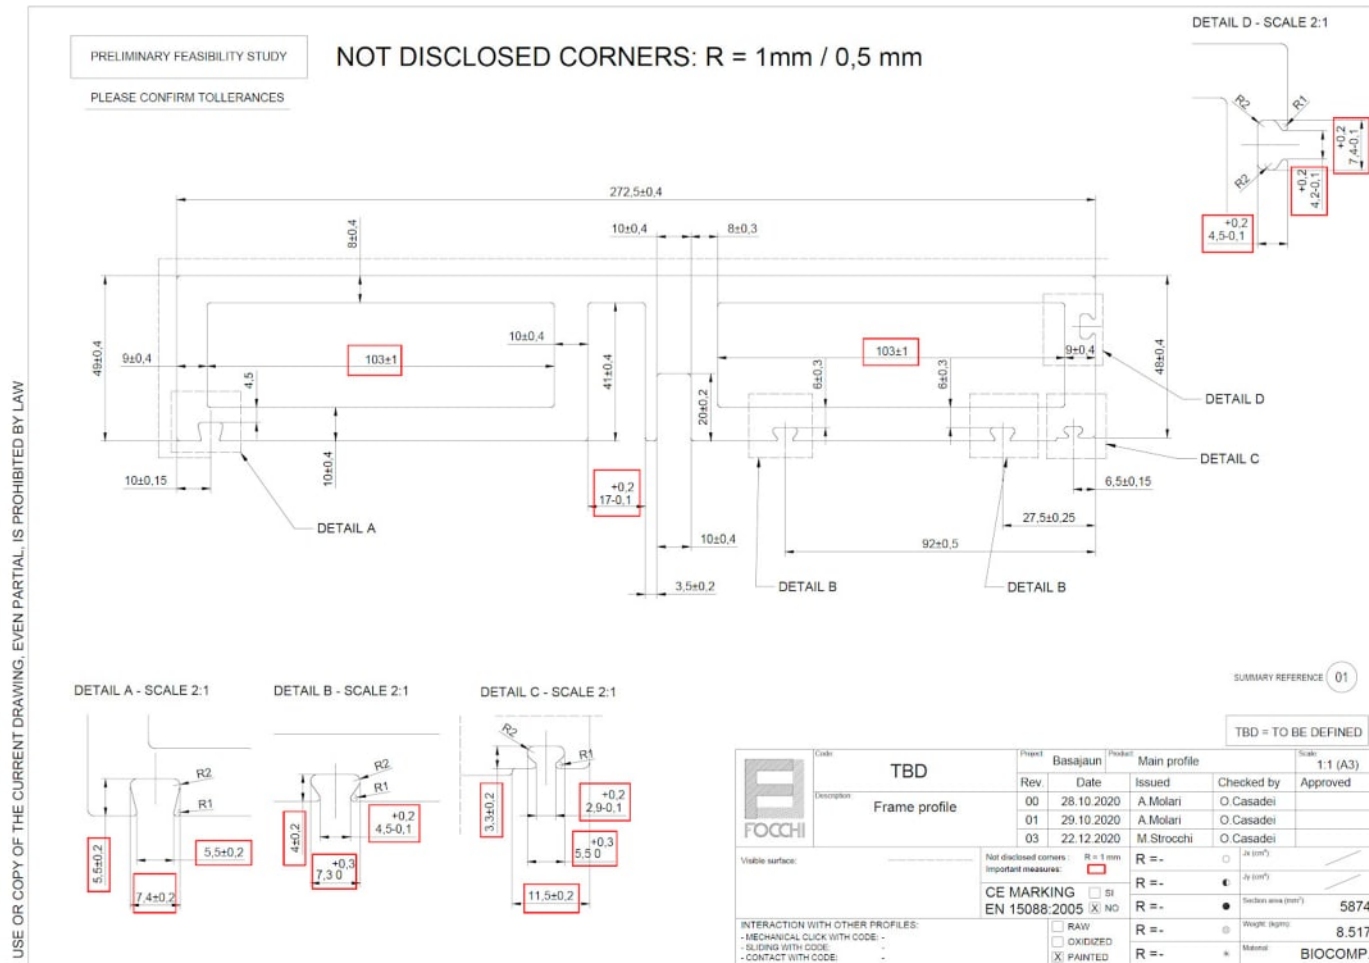 DETAIL D - SCALE 2:1
PRELIMINARY FEASIBILITY STUDY
NOT DISCLOSED CORNERS: R = 1mm / 0,5 mm
PLEASE CONFIRM TOLLERANCES
R2
R1
R2
+0,2
7,4-0,1
+0,2
4,2-0,1
+0,2
4,5-0,1
272,5±0,4
8±0,4
10±0,4
8±0,3
49±0,4
9±0,4
103±1
10±0,4
41±0,4
103±1
6±0,3
6±0,3
9±0,4
48±0,4
4,5
20±0,2
DETAIL D
10±0,4
DETAIL C
10±0,15
+0,2
17-0,1
6,5±0,15
DETAIL A
27,5±0,25
10±0,4
92±0,5
3,5±0,2
DETAIL B
DETAIL B
USE OR COPY OF THE CURRENT DRAWING, EVEN PARTIAL, IS PROHIBITED BY LAW
SUMMARY REFERENCE 01
TBD = TO BE DEFINED
DETAIL A - SCALE 2:1
R2
R1
5,5±0,2
5,5±0,2
7,4±0,2
DETAIL B - SCALE 2:1
R2
R1
4±0,2
+0,2
4,5-0,1
+0,3
7,3 0
DETAIL C - SCALE 2:1
R2
R1
3,3±0,2
+0,2
2,9-0,1
+0,3
5,5 0
11,5±0,2
FOCCHI
Code:
TBD
Description:
Frame profile
Project
Basajaun
Product
Main profile
Scale
1:1 (A3)
Rev. Date Issued Checked by Approved
00 28.10.2020 A.Molari O.Casadei
01 29.10.2020 A.Molari O.Casadei
03 22.12.2020 M.Strocchi O.Casadei
Visible surface:
Not disclosed corners : R = 1 mm
Important measures:
CE MARKING SI
EN 15088:2005 X NO
R =-
Jx (cm⁴):
R =-
Jy (cm⁴):
R =-
Section area (mm²):
5874
R =-
Weight: (kg/m):
8.517
R =-
Material:
BIOCOMP.
INTERACTION WITH OTHER PROFILES:
- MECHANICAL CLICK WITH CODE: -
- SLIDING WITH CODE: -
- CONTACT WITH CODE: -
RAW
OXIDIZED
X PAINTED